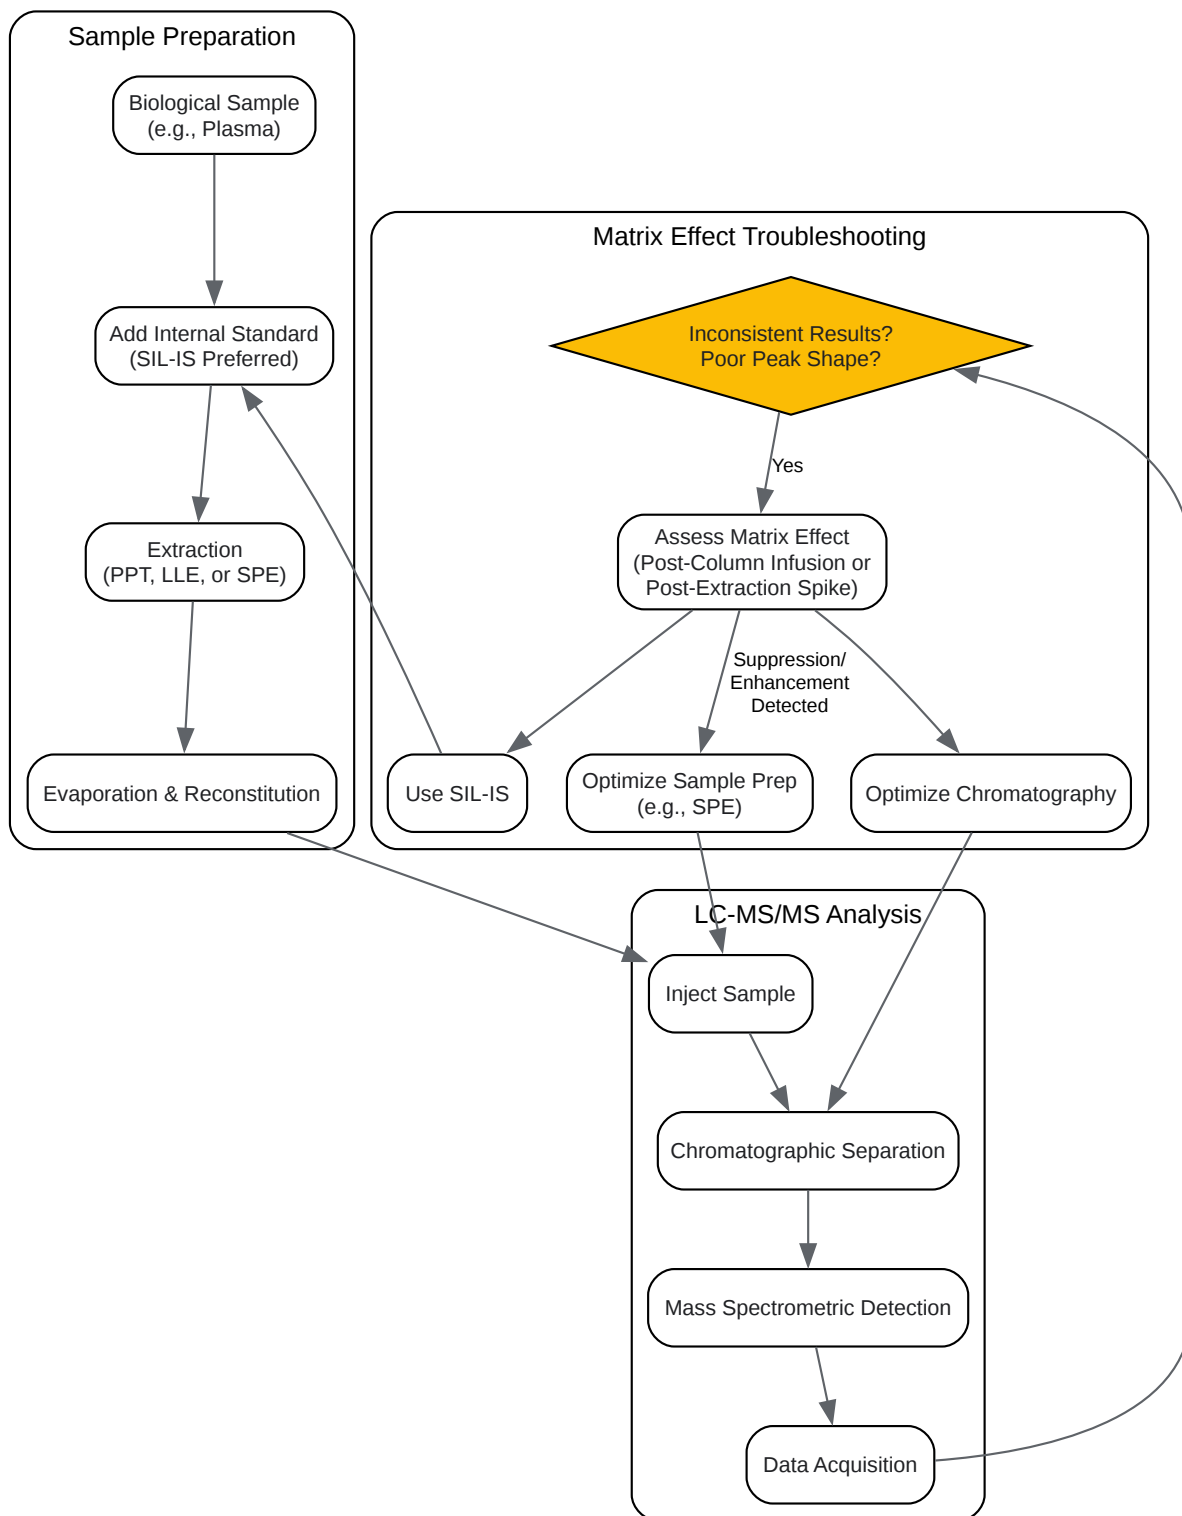 Sample Preparation
Biological Sample
(e.g., Plasma)
Add Internal Standard
(SIL-IS Preferred)
Extraction
(PPT, LLE, or SPE)
Evaporation & Reconstitution
Matrix Effect Troubleshooting
Inconsistent Results?
Poor Peak Shape?
Yes
Assess Matrix Effect
(Post-Column Infusion or
Post-Extraction Spike)
Suppression/
Enhancement
Detected
Use SIL-IS
Optimize Sample Prep
(e.g., SPE)
Optimize Chromatography
LC-MS/MS Analysis
Inject Sample
Chromatographic Separation
Mass Spectrometric Detection
Data Acquisition